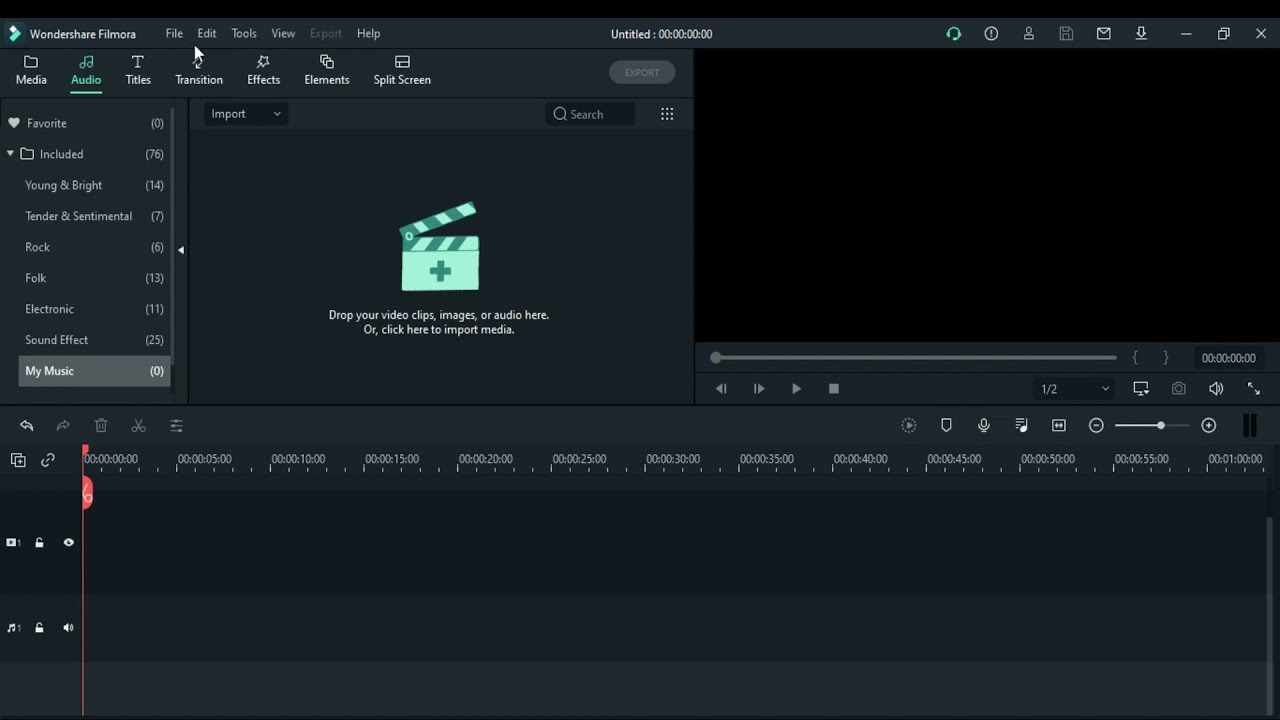 Wondershare Filmora File Edit Tools View Export Help Untitled : 00:00:00:00
Media Audio Titles Transition Effects Elements Split Screen EXPORT
Import Search
Favorite (0)
Included (76)
Young & Bright (14)
Tender & Sentimental (7)
Rock (6)
Folk (13)
Electronic (11)
Sound Effect (25)
My Music (0)
Drop your video clips, images, or audio here.
Or, click here to import media.
{ } 00:00:00:00
1/2
00:00:00:00 00:00:05:00 00:00:10:00 00:00:15:00 00:00:20:00 00:00:25:00 00:00:30:00 00:00:35:00 00:00:40:00 00:00:45:00 00:00:50:00 00:00:55:00 00:01:00:00
1
1